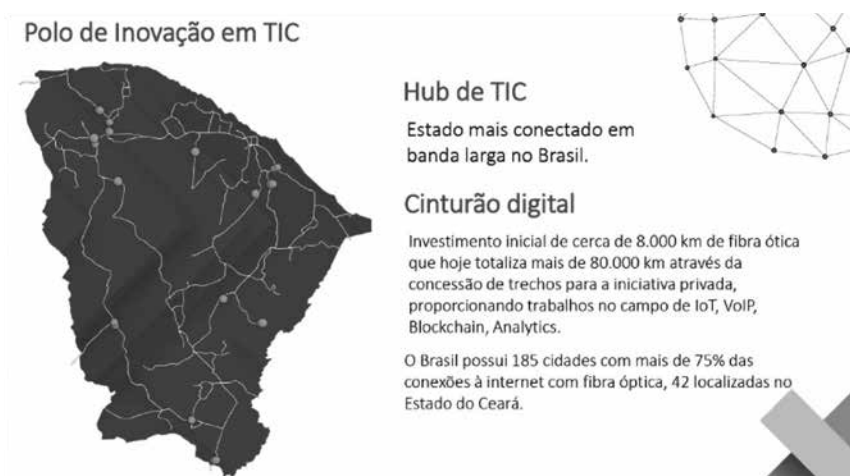 Polo de Inovação em TIC
Hub de TIC
Estado mais conectado em
banda larga no Brasil.
Cinturão digital
Investimento inicial de cerca de 8.000 km de fibra ótica
que hoje totaliza mais de 80.000 km através da
concessão de trechos para a iniciativa privada,
proporcionando trabalhos no campo de IoT, VoIP,
Blockchain, Analytics.
O Brasil possui 185 cidades com mais de 75% das
conexões à internet com fibra óptica, 42 localizadas no
Estado do Ceará.